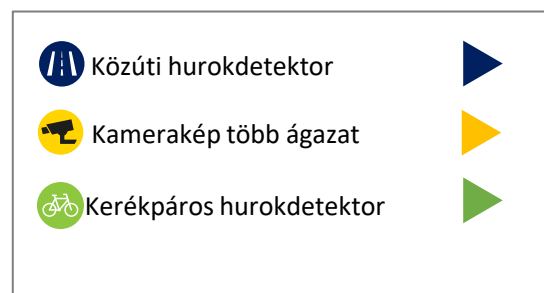 Közúti hurokdetektor
Kamerakép több ágazat
Kerékpáros hurokdetektor